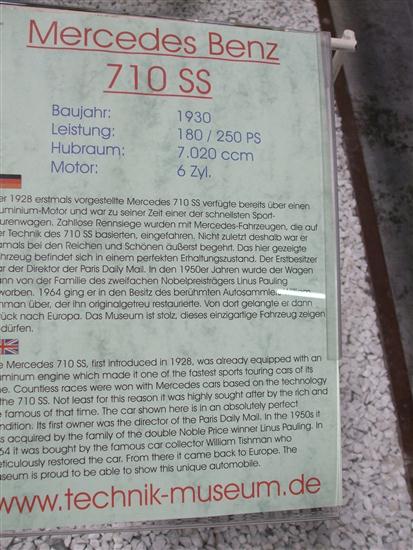 Mercedes Benz
710 SS
Baujahr: 1930
Leistung: 180 / 250 PS
Hubraum: 7.020 ccm
Motor: 6 Zyl.
er 1928 erstmals vorgestellte Mercedes 710 SS verfügte bereits über einen
uminium-Motor und war zu seiner Zeit einer der schnellsten Sport-
urenwagen. Zahllose Rennsiege wurden mit Mercedes-Fahrzeugen, die auf
er Technik des 710 SS basierten, eingefahren. Nicht zuletzt deshalb war er
amals bei den Reichen und Schönen äußerst begehrt. Das hier gezeigte
hrzeug befindet sich in einem perfekten Erhaltungszustand. Der Erstbesitzer
ar der Direktor der Paris Daily Mail. In den 1950er Jahren wurde der Wagen
ann von der Familie des zweifachen Nobelpreisträgers Linus Pauling
worben. 1964 ging er in den Besitz des berühmten Autosammlers William
hman über, der ihn originalgetreu restaurierte. Von dort gelangte er dann
rück nach Europa. Das Museum ist stolz, dieses einzigartige Fahrzeug zeigen
dürfen.
e Mercedes 710 SS, first introduced in 1928, was already equipped with an
uminum engine which made it one of the fastest sports touring cars of its
me. Countless races were won with Mercedes cars based on the technology
the 710 SS. Not least for this reason it was highly sought after by the rich and
e famous of that time. The car shown here is in an absolutely perfect
ndition. Its first owner was the director of the Paris Daily Mail. In the 1950s it
as acquired by the family of the double Noble Price winner Linus Pauling. In
64 it was bought by the famous car collector William Tishman who
eticulously restored the car. From there it came back to Europe. The
useum is proud to be able to show this unique automobile.
www.technik-museum.de